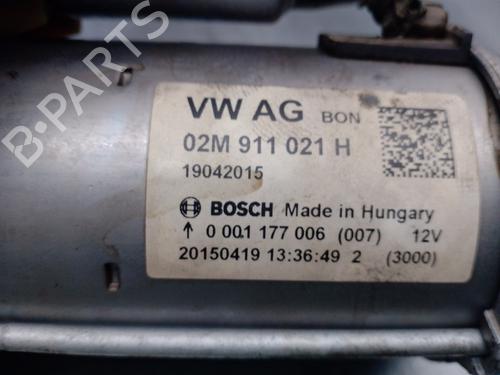 VW AG BON
02M 911 021 H
19042015
BOSCH Made in Hungary
↑ 0 001 177 006 (007) 12V
20150419 13:36:49 2 (3000)
B-PARTS